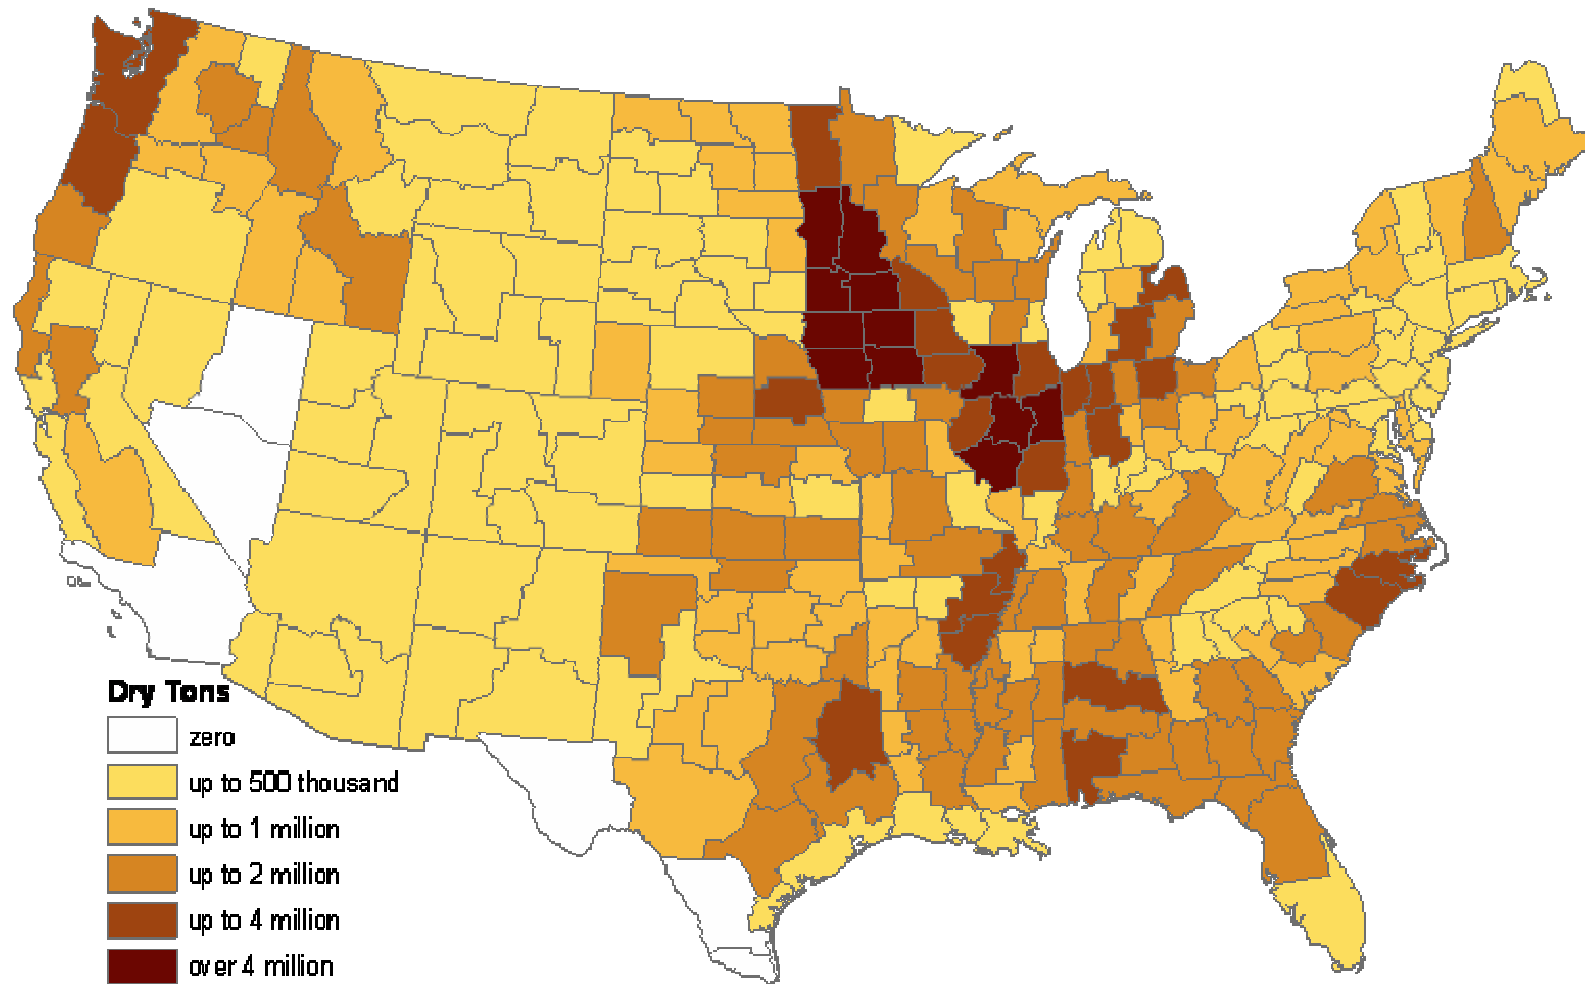 Dry Tons
zero
up to 500 thousand
up to 1 million
up to 2 million
up to 4 million
over 4 million